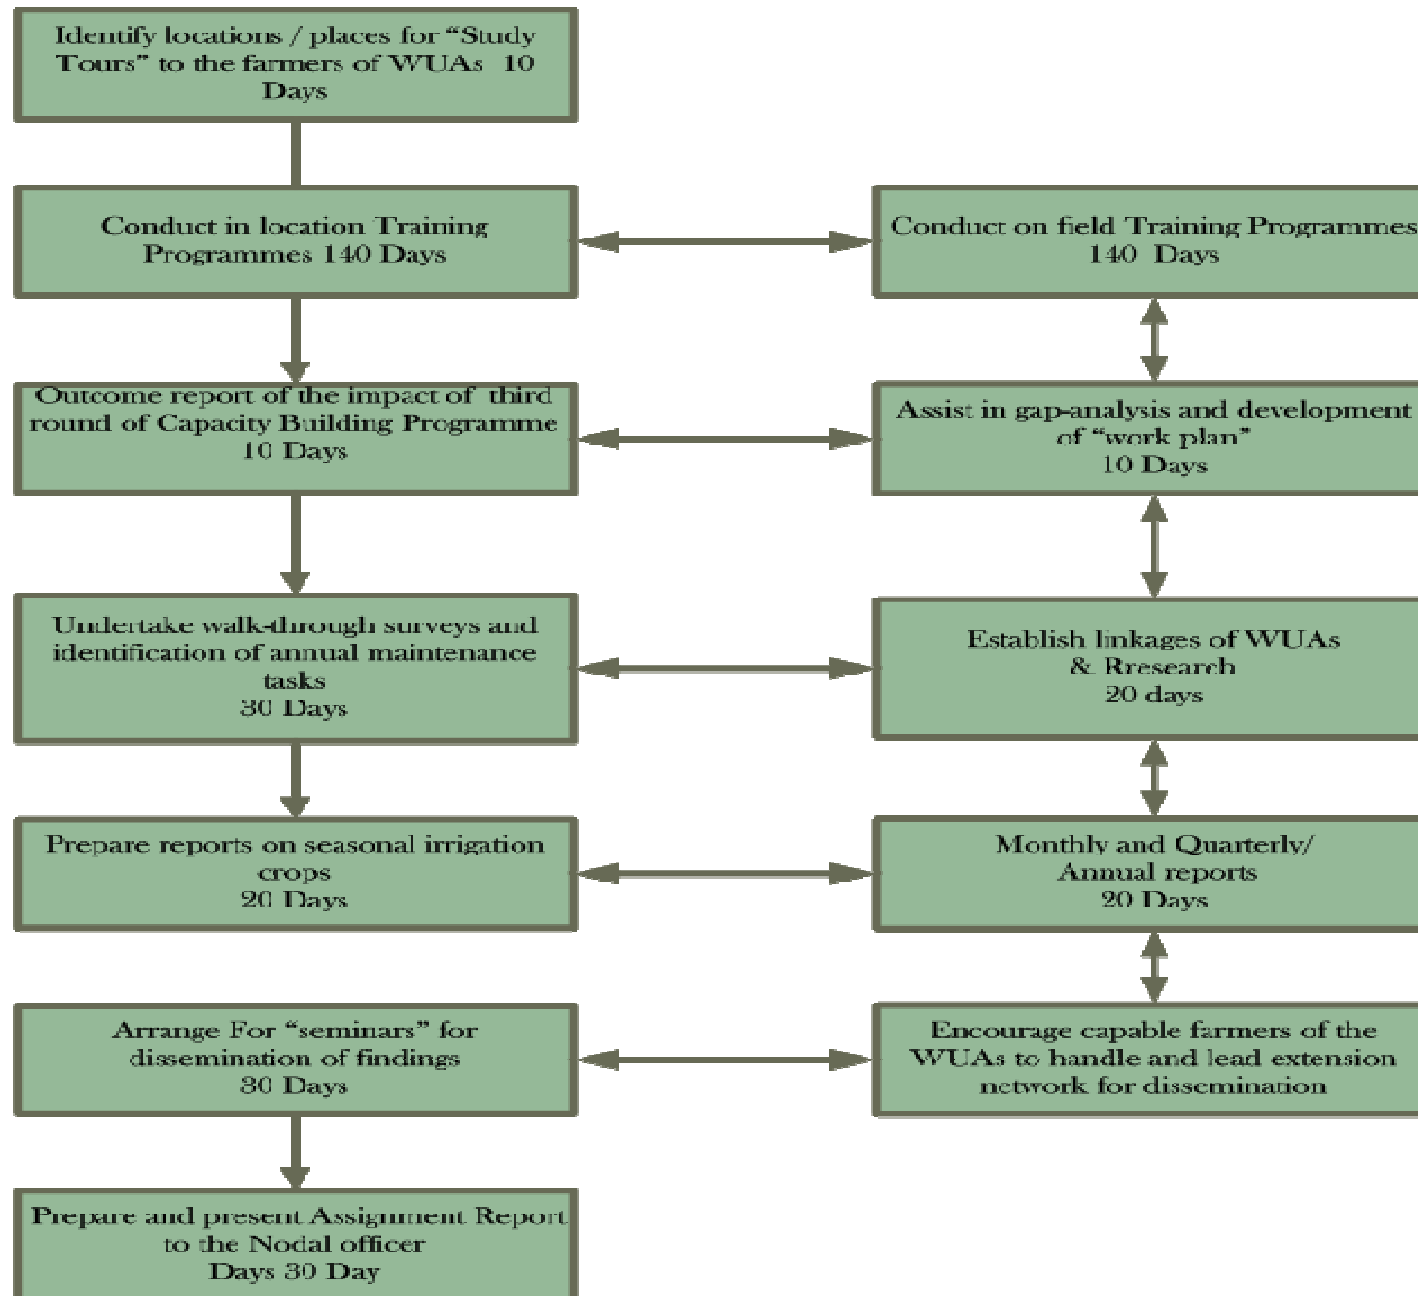 Identify locations / places for “Study
Tours” to the farmers of WUAs 10
Days
Conduct in location Training
Programmes 140 Days
Conduct on field Training Programmes
140 Days
Outcome report of the impact of third
round of Capacity Building Programme
10 Days
Assist in gap-analysis and development
of “work plan”
10 Days
Undertake walk-through surveys and
identification of annual maintenance
tasks
30 Days
Establish linkages of WUAs
& Rresearch
20 days
Prepare reports on seasonal irrigation
crops
20 Days
Monthly and Quarterly/
Annual reports
20 Days
Arrange For “seminars” for
dissemination of findings
30 Days
Encourage capable farmers of the
WUAs to handle and lead extension
network for dissemination
Prepare and present Assignment Report
to the Nodal officer
Days 30 Day